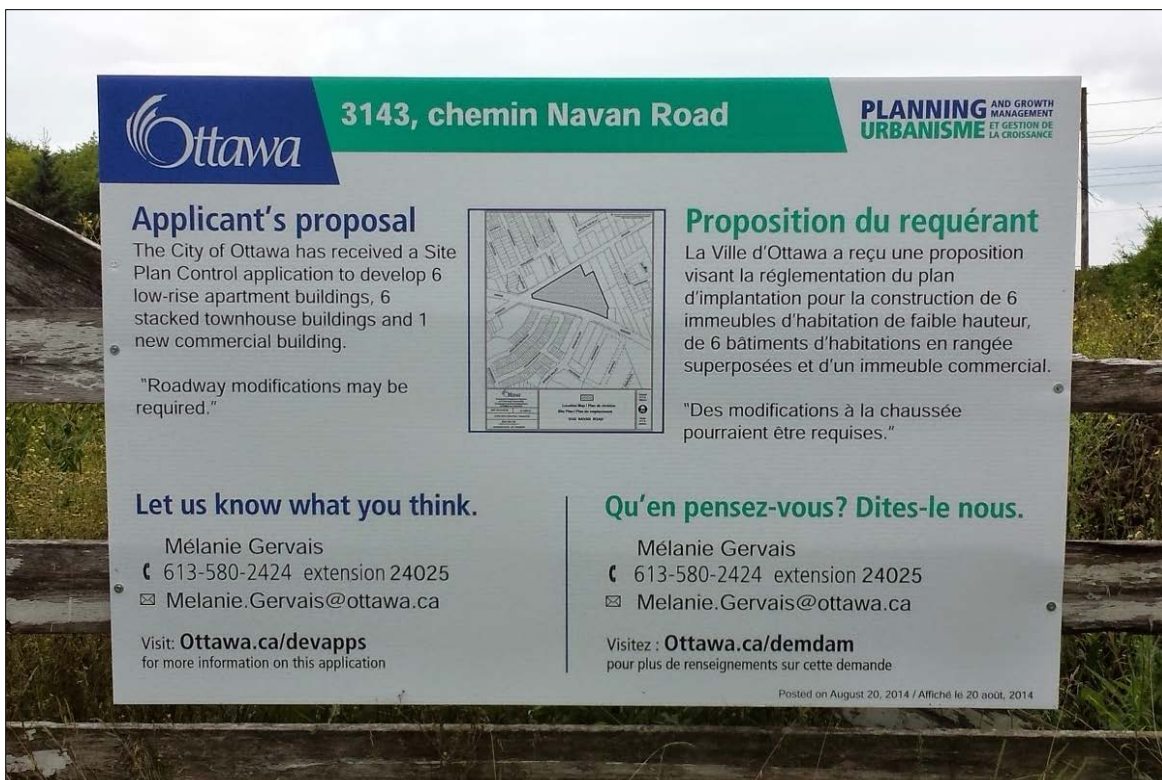 Ottawa
3143, chemin Navan Road
PLANNING AND GROWTH MANAGEMENT
URBANISME ET GESTION DE LA CROISSANCE
Applicant's proposal
The City of Ottawa has received a Site
Plan Control application to develop 6
low-rise apartment buildings, 6
stacked townhouse buildings and 1
new commercial building.
"Roadway modifications may be
required."
Proposition du requérant
La Ville d'Ottawa a reçu une proposition
visant la réglementation du plan
d'implantation pour la construction de 6
immeubles d'habitation de faible hauteur,
de 6 bâtiments d'habitations en rangée
superposées et d'un immeuble commercial.
"Des modifications à la chaussée
pourraient être requises."
Let us know what you think.
Mélanie Gervais
613-580-2424 extension 24025
Melanie.Gervais@ottawa.ca
Visit: Ottawa.ca/devapps
for more information on this application
Qu'en pensez-vous? Dites-le nous.
Mélanie Gervais
613-580-2424 extension 24025
Melanie.Gervais@ottawa.ca
Visitez : Ottawa.ca/demdam
pour plus de renseignements sur cette demande
Posted on August 20, 2014 / Affiché le 20 août, 2014